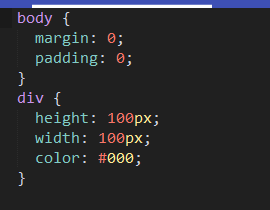 body {
  margin: 0;
  padding: 0;
}
div {
  height: 100px;
  width: 100px;
  color: #000;
}